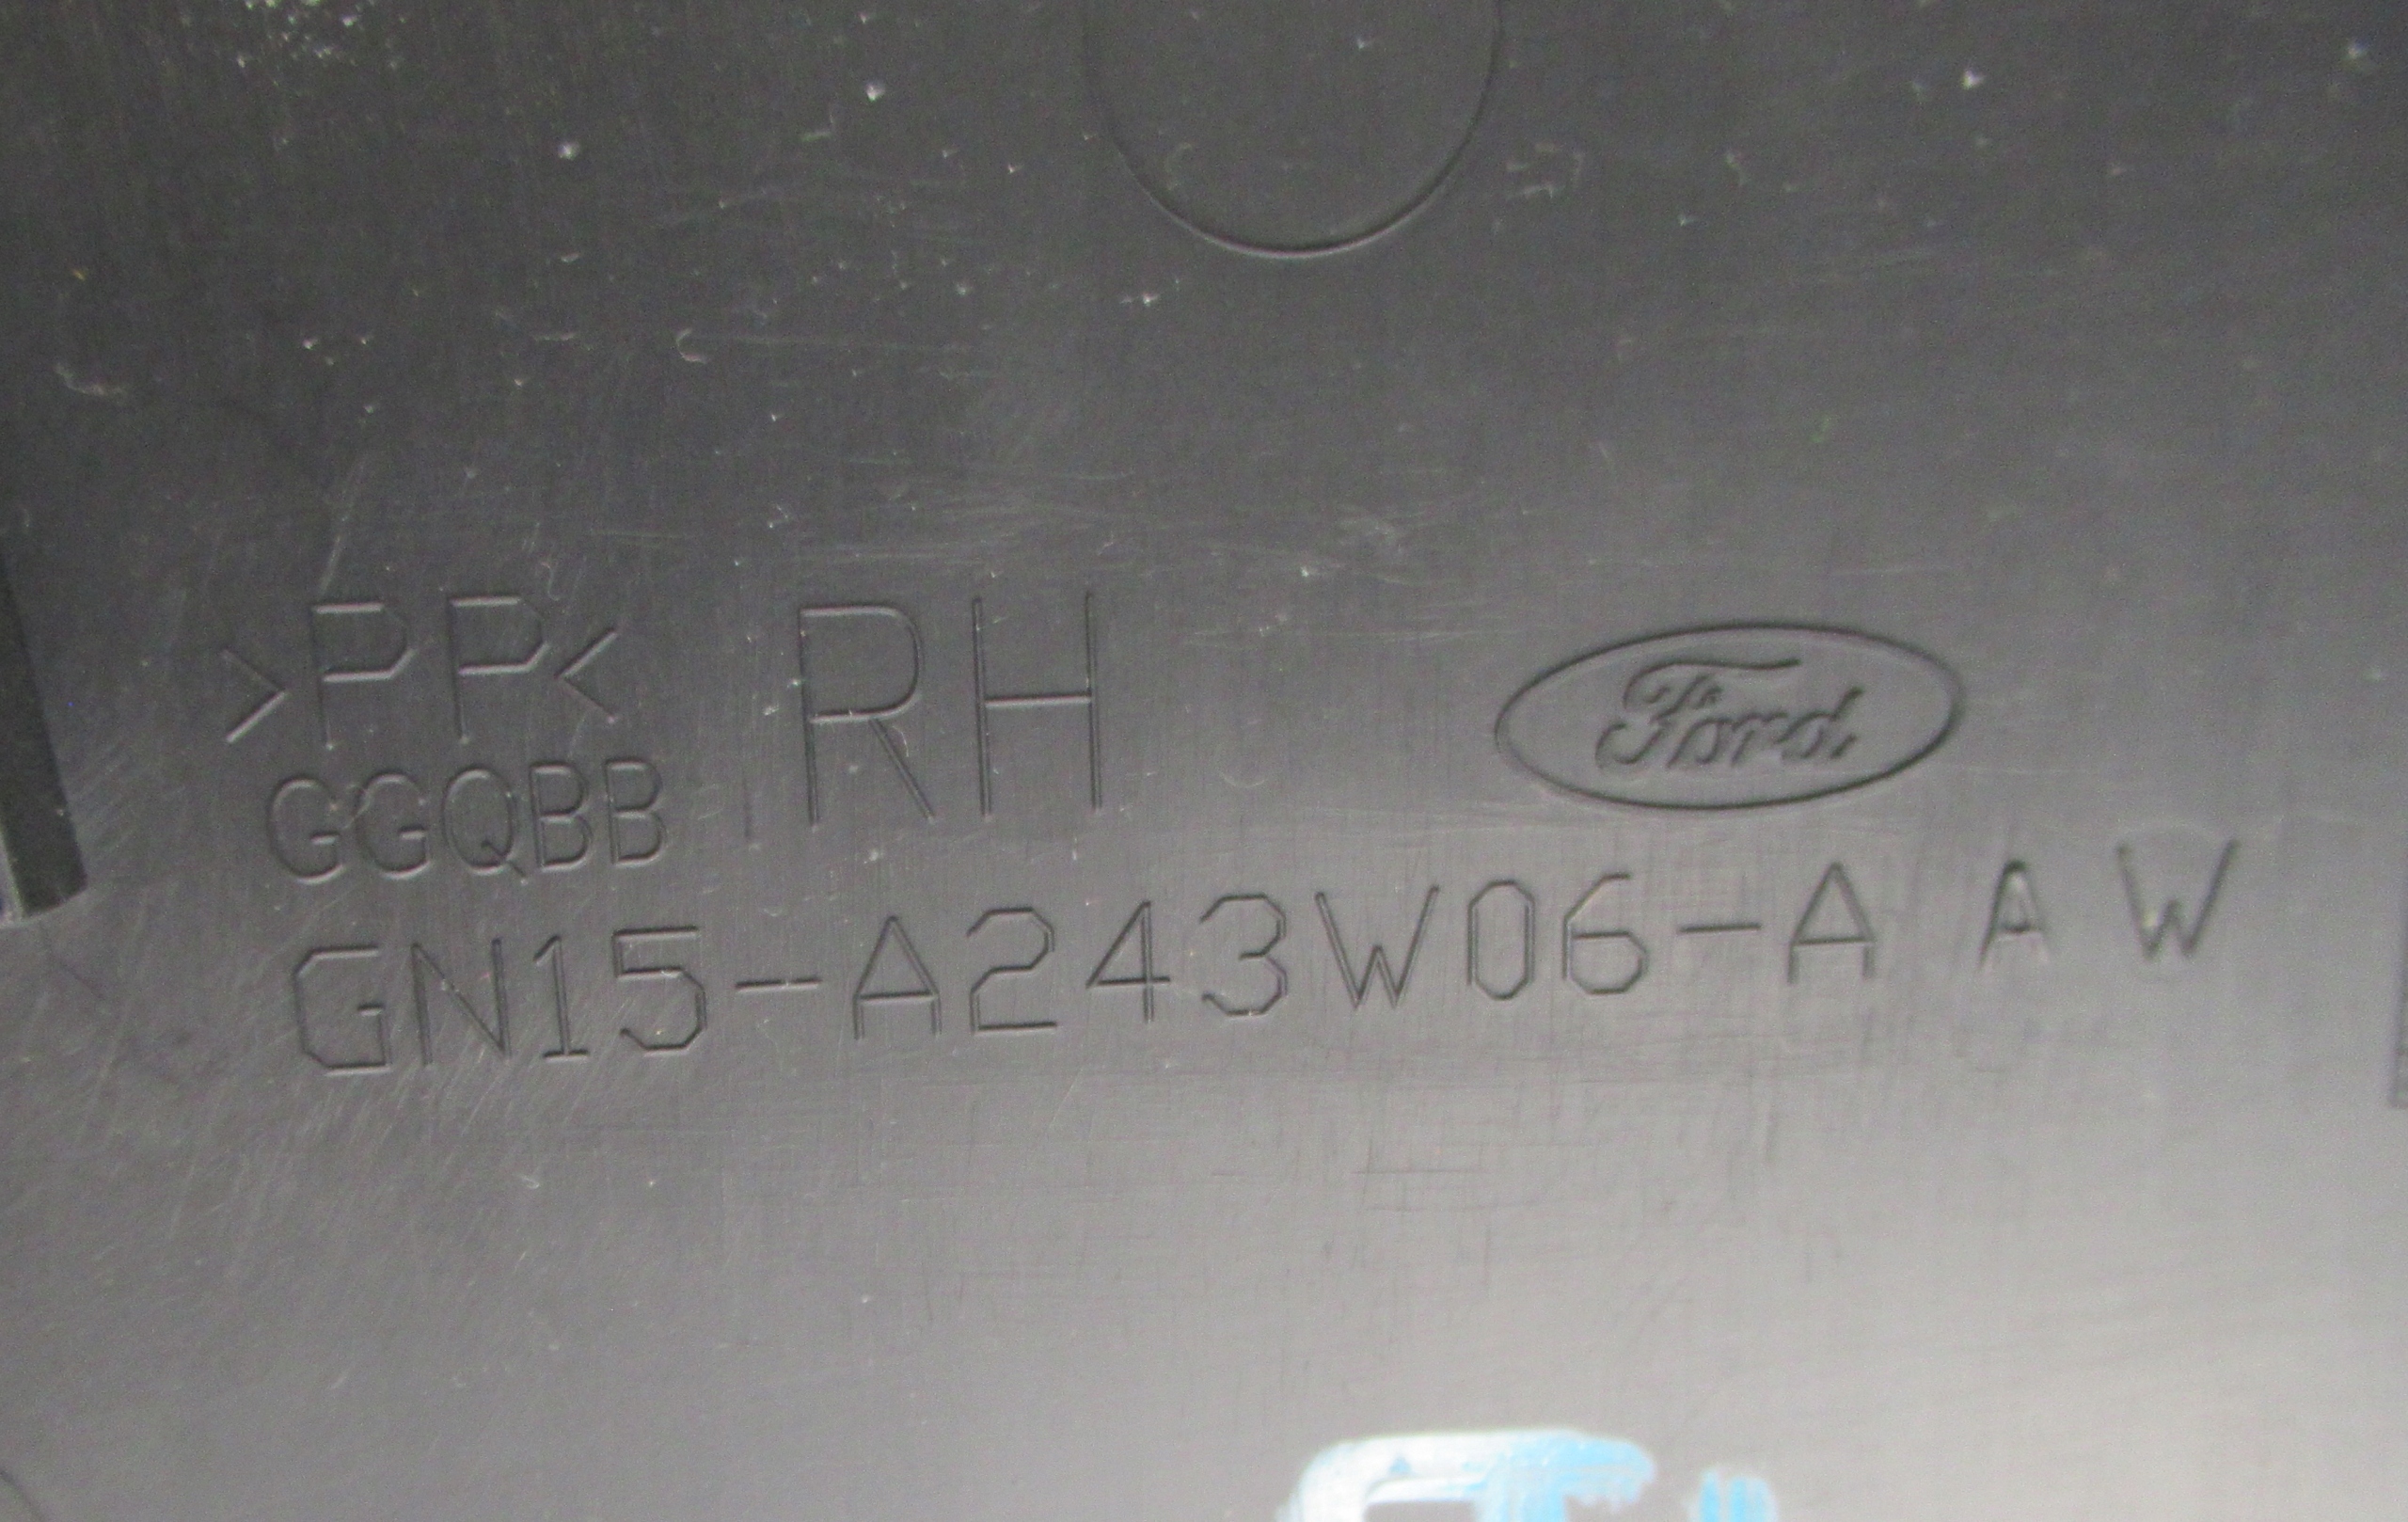 >PP< RH Ford
GGQBB
GN15-A243W06-A A W